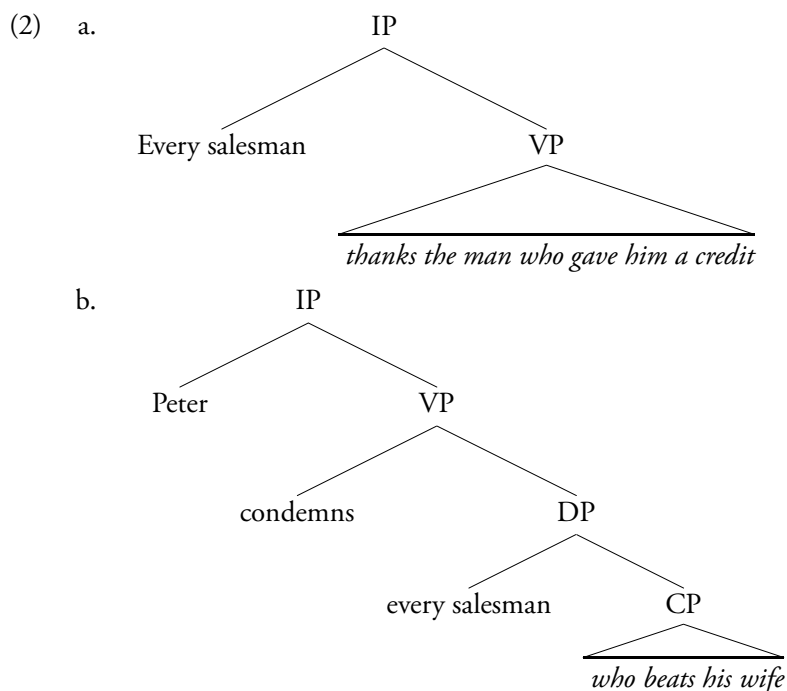 (2) a. IP
Every salesman VP
thanks the man who gave him a credit
b. IP
Peter VP
condemns DP
every salesman CP
who beats his wife